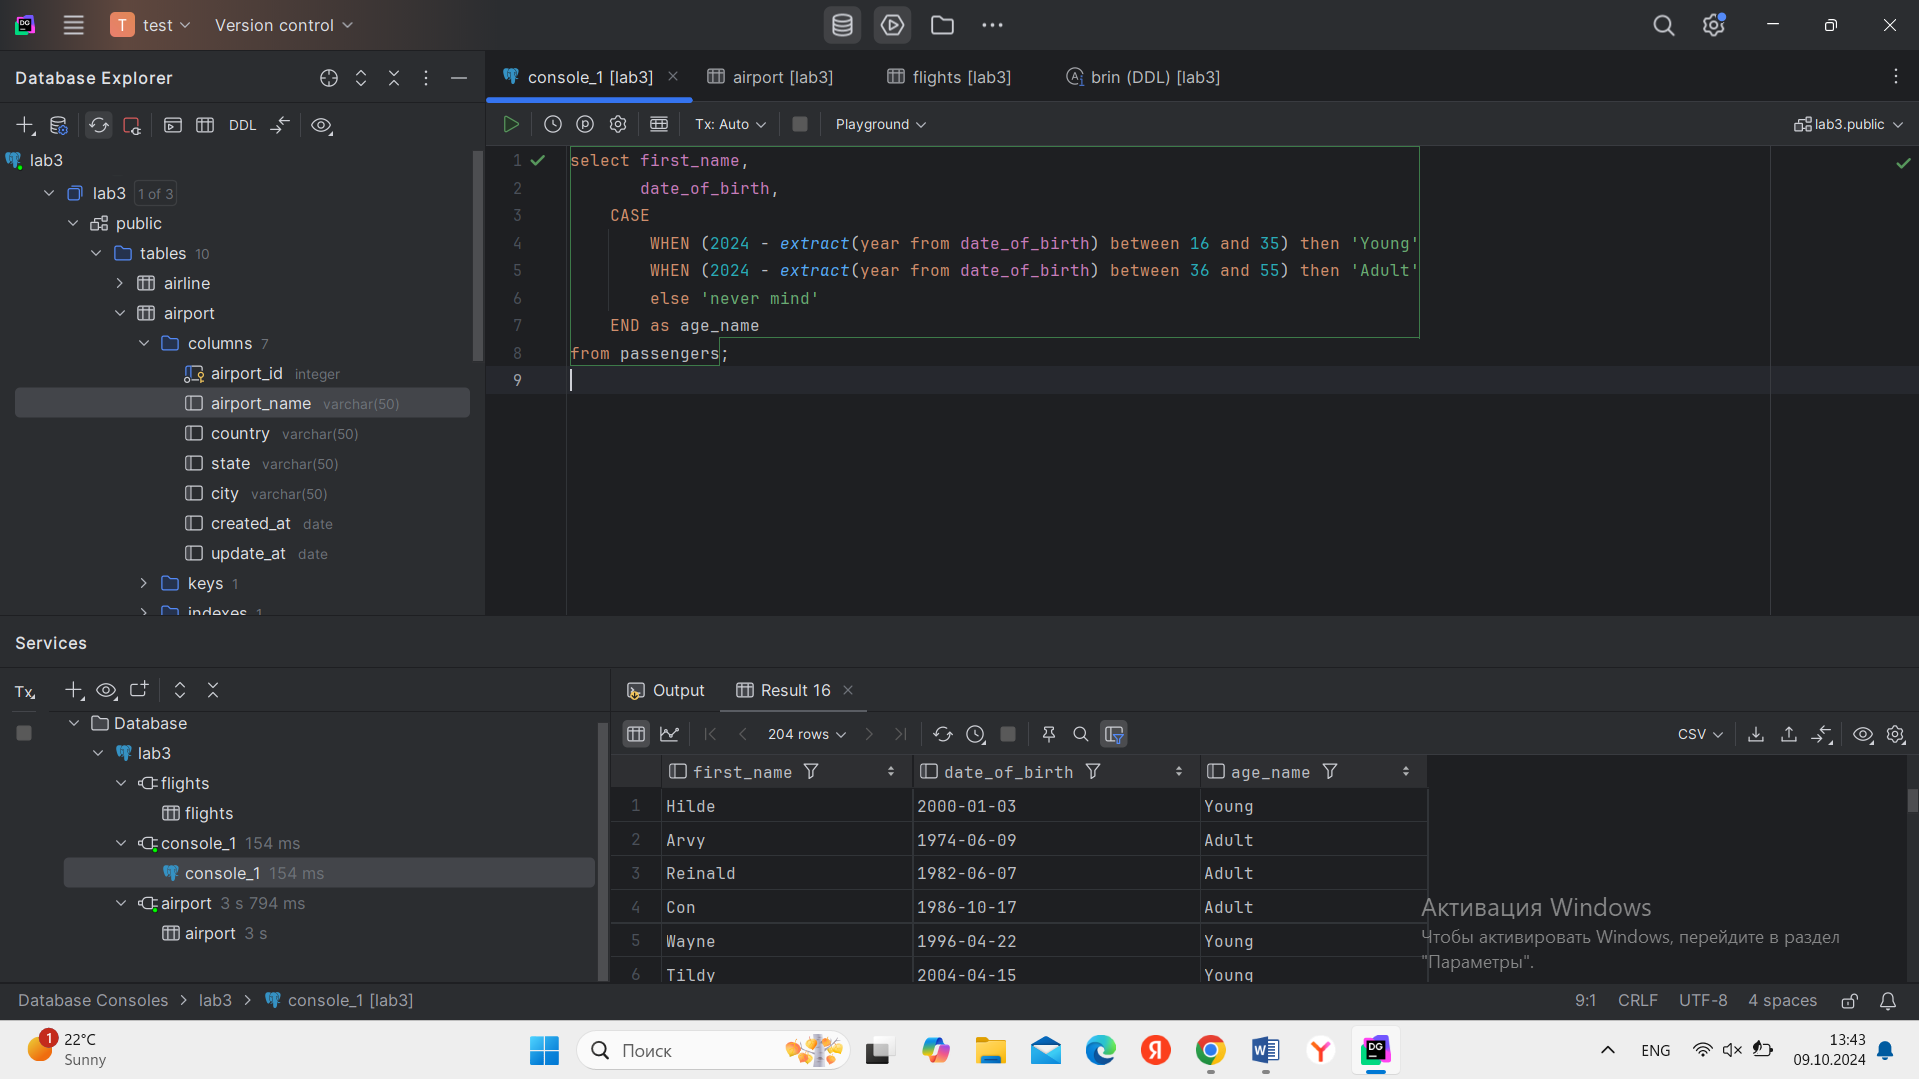 T test Version control
Database Explorer
console_1 [lab3] airport [lab3] flights [lab3] brin (DDL) [lab3]
DDL
Tx: Auto Playground lab3.public
lab3
lab3 1 of 3
public
tables 10
airline
airport
columns 7
airport_id integer
airport_name varchar(50)
country varchar(50)
state varchar(50)
city varchar(50)
created_at date
update_at date
keys 1
indexes 1
1 select first_name,
2 date_of_birth,
3 CASE
4 WHEN (2024 - extract(year from date_of_birth) between 16 and 35) then 'Young'
5 WHEN (2024 - extract(year from date_of_birth) between 36 and 55) then 'Adult'
6 else 'never mind'
7 END as age_name
8 from passengers;
9
Services
Tx
Database
lab3
flights
flights
console_1 154 ms
console_1 154 ms
airport 3 s 794 ms
airport 3 s
Output Result 16
204 rows CSV
first_name date_of_birth age_name
1 Hilde 2000-01-03 Young
2 Arvy 1974-06-09 Adult
3 Reinald 1982-06-07 Adult
4 Con 1986-10-17 Adult
5 Wayne 1996-04-22 Young
6 Tildy 2004-04-15 Young
Активация Windows
Чтобы активировать Windows, перейдите в раздел
"Параметры".
Database Consoles > lab3 > console_1 [lab3]
9:1 CRLF UTF-8 4 spaces
1 22°C
Sunny
Поиск
ENG
13:43
09.10.2024